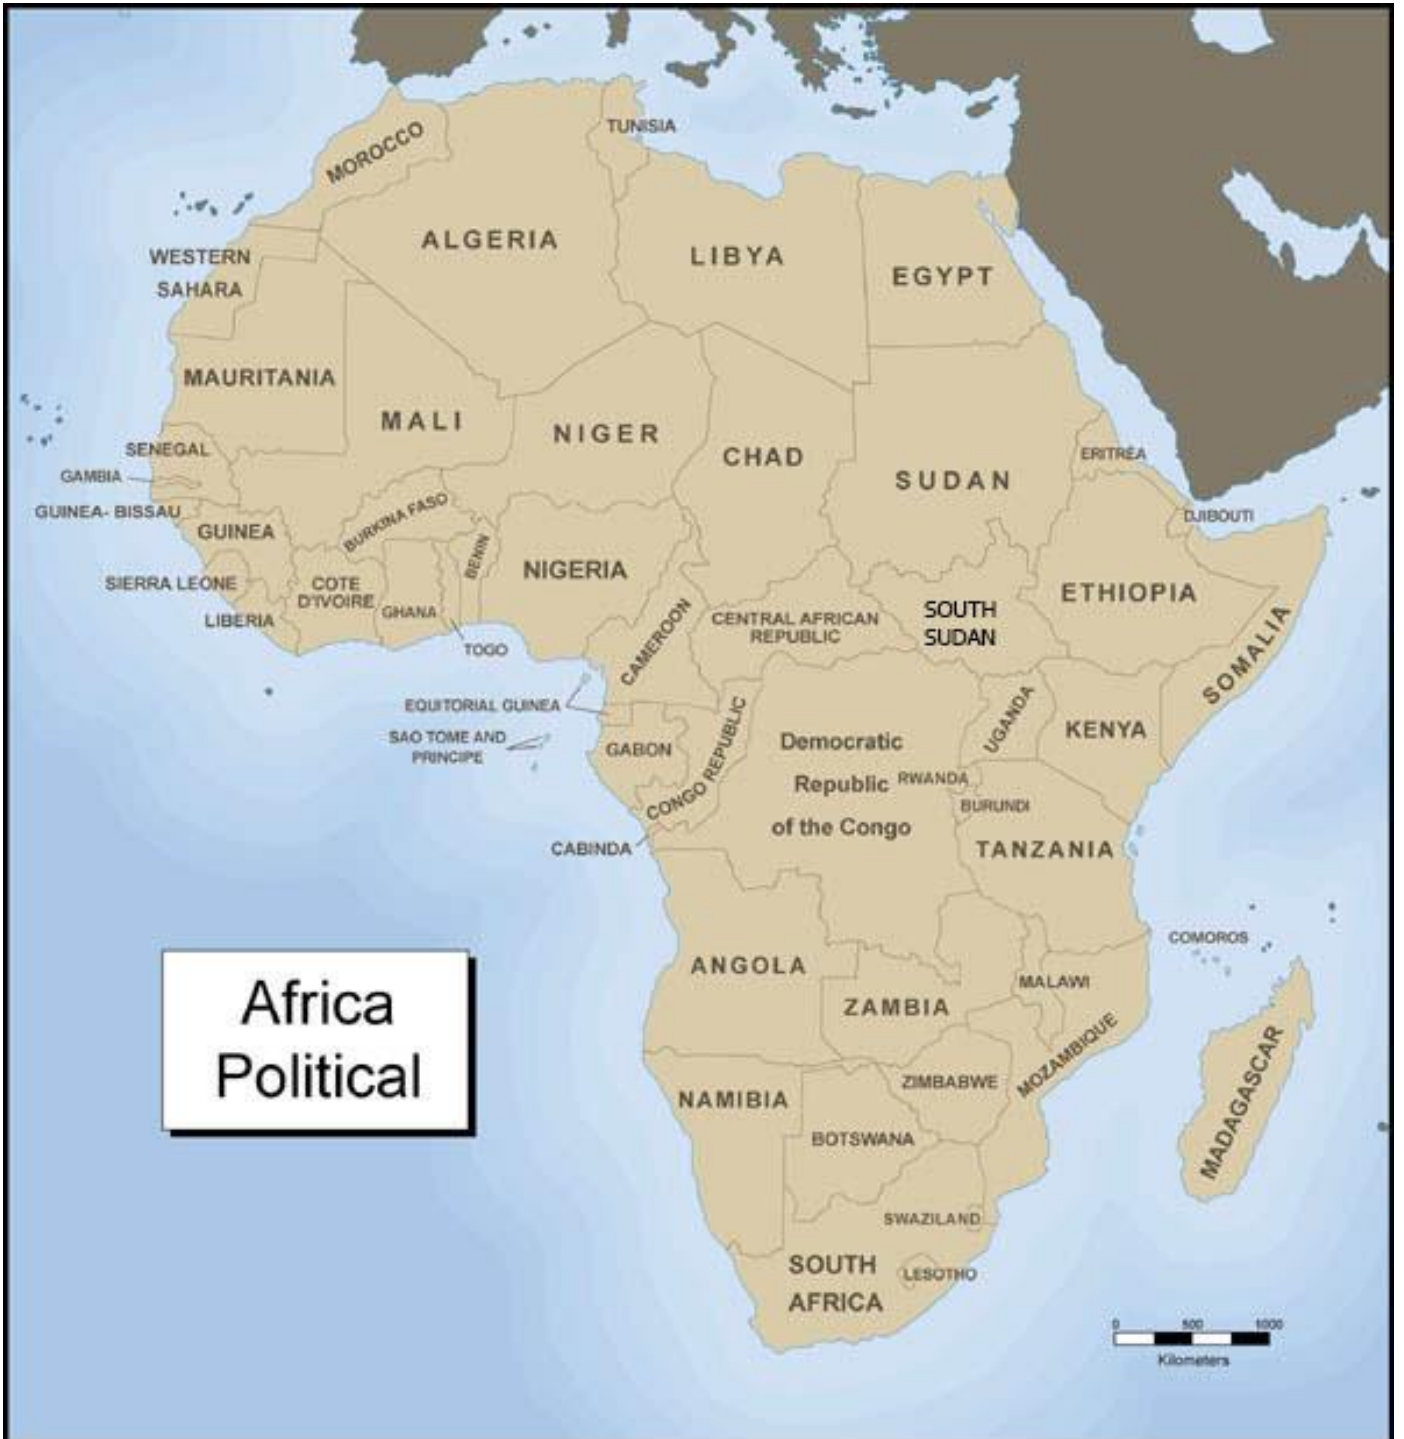 TUNISIA
MOROCCO
ALGERIA
LIBYA
EGYPT
WESTERN
SAHARA
MAURITANIA
MALI
NIGER
CHAD
SUDAN
ERITREA
SENEGAL
GAMBIA
GUINEA- BISSAU
GUINEA
BURKINA FASO
BENIN
NIGERIA
DJIBOUTI
SIERRA LEONE
COTE
D'IVOIRE
GHANA
LIBERIA
TOGO
CAMEROON
CENTRAL AFRICAN
REPUBLIC
SOUTH
SUDAN
ETHIOPIA
SOMALIA
EQUITORIAL GUINEA
SAO TOME AND
PRINCIPE
GABON
CONGO REPUBLIC
Democratic
Republic
of the Congo
UGANDA
KENYA
RWANDA
BURUNDI
TANZANIA
CABINDA
COMOROS
ANGOLA
ZAMBIA
MALAWI
MOZAMBIQUE
MADAGASCAR
Africa
Political
NAMIBIA
ZIMBABWE
BOTSWANA
SWAZILAND
SOUTH
AFRICA
LESOTHO
0 500 1000
Kilometers